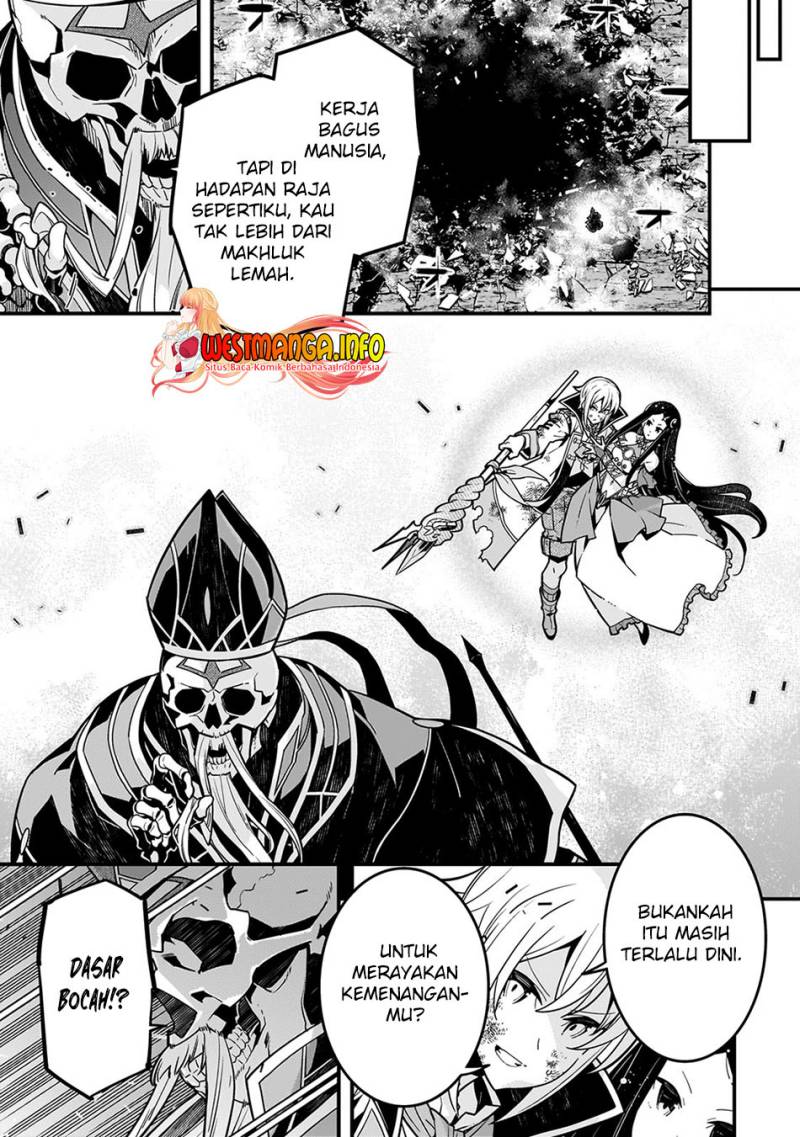 KERJA
BAGUS
MANUSIA,
TAPI DI
HADAPAN RAJA
SEPERTIKU, KAU
TAK LEBIH DARI
MAKHLUK
LEMAH.
WESTMANGA.INFO
Situs Baca Komik Berbahasa Indonesia
BUKANKAH
ITU MASIH
TERLALU DINI.
UNTUK
MERAYAKAN
KEMENANGAN-
MU?
DASAR
BOCAH!?